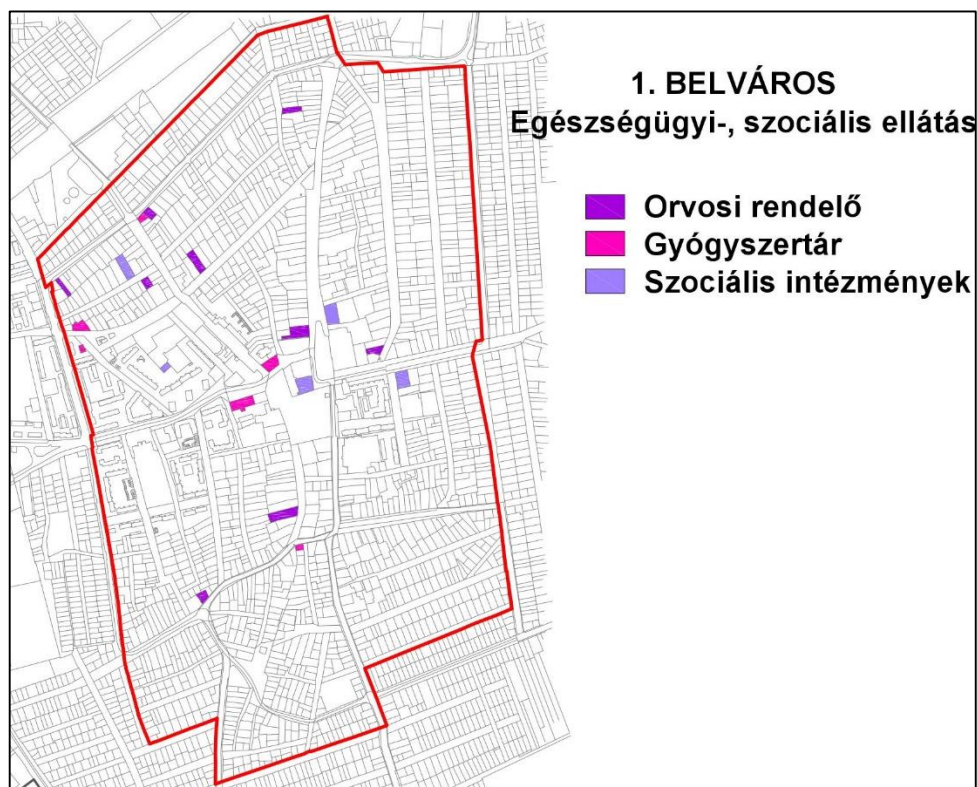 1. BELVÁROS
Egészségügyi-, szociális ellátás
Orvosi rendelő
Gyógyszertár
Szociális intézmények